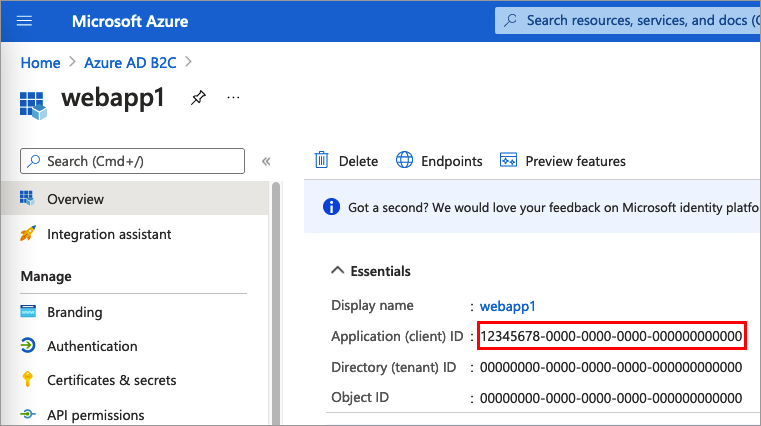 Microsoft Azure
Search resources, services, and docs (
Home > Azure AD B2C >
webapp1
Search (Cmd+/)
«
Delete
Endpoints
Preview features
Overview
Integration assistant
Manage
Branding
Authentication
Certificates & secrets
API permissions
Got a second? We would love your feedback on Microsoft identity platfo
Essentials
Display name : webapp1
Application (client) ID : 12345678-0000-0000-0000-000000000000
Directory (tenant) ID : 00000000-0000-0000-0000-000000000000
Object ID : 00000000-0000-0000-0000-000000000000